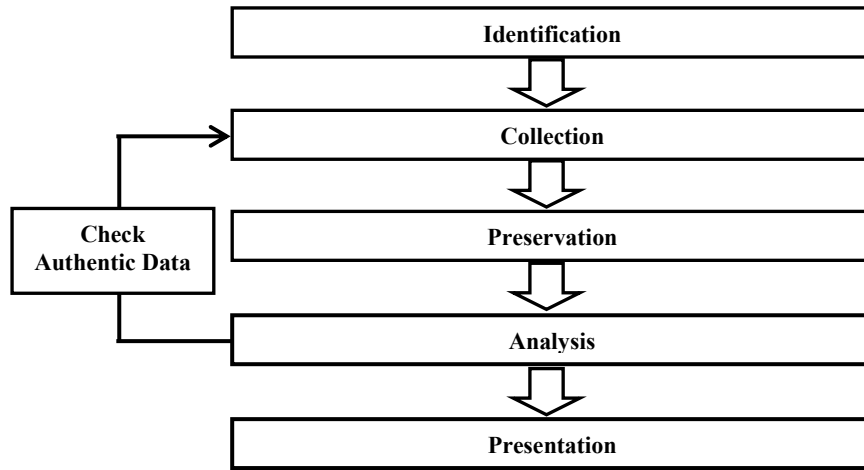 Identification
Collection
Check
Authentic Data
Preservation
Analysis
Presentation